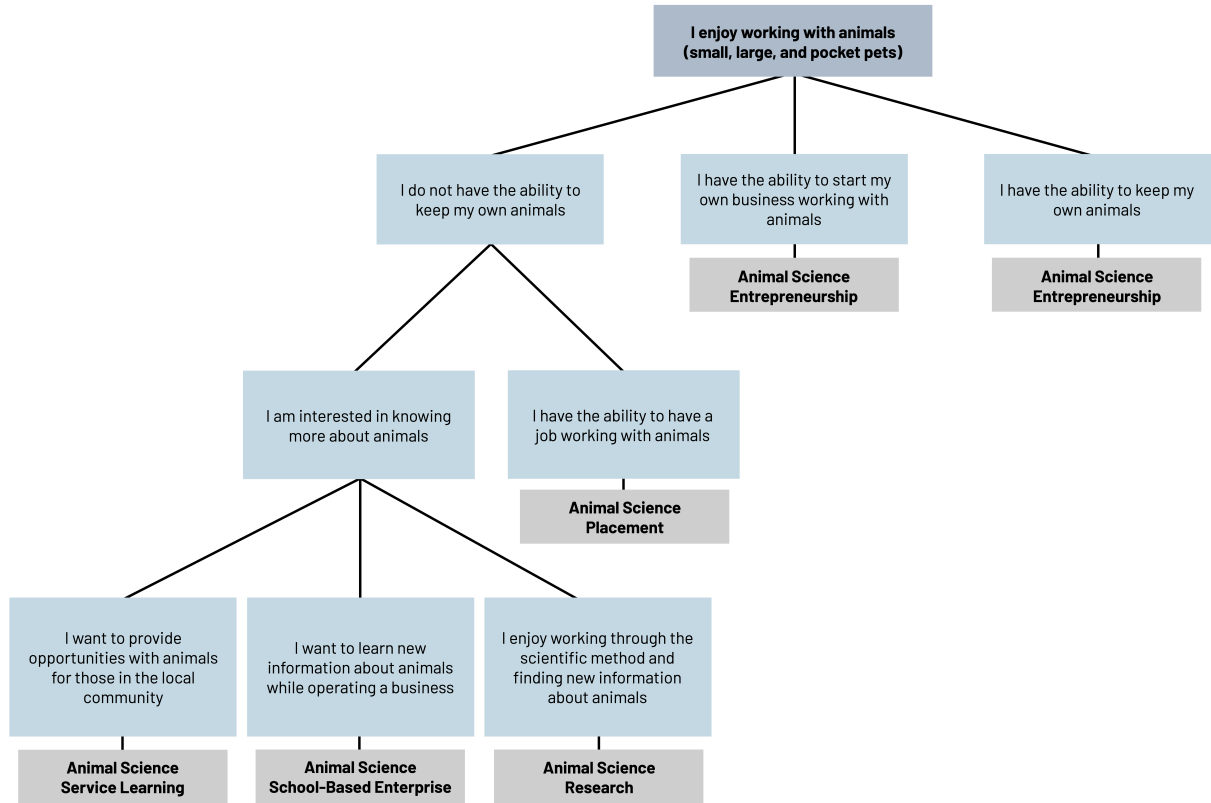 I enjoy working with animals
(small, large, and pocket pets)
I do not have the ability to
keep my own animals
I have the ability to start my
own business working with
animals
I have the ability to keep my
own animals
Animal Science
Entrepreneurship
Animal Science
Entrepreneurship
I am interested in knowing
more about animals
I have the ability to have a
job working with animals
Animal Science
Placement
I want to provide
opportunities with animals
for those in the local
community
I want to learn new
information about animals
while operating a business
I enjoy working through the
scientific method and
finding new information
about animals
Animal Science
Service Learning
Animal Science
School-Based Enterprise
Animal Science
Research